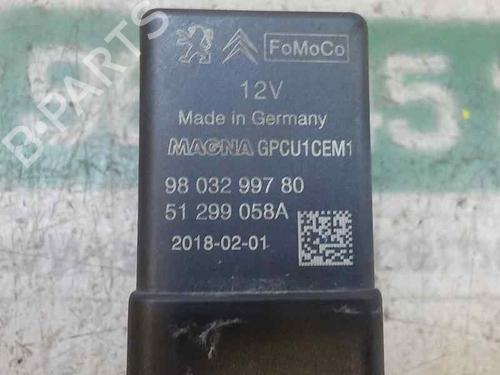 FoMoCo
12V
Made in Germany
MAGNA GPCU1CEM1
98 032 997 80
51 299 058A
2018-02-01
B-PARTS